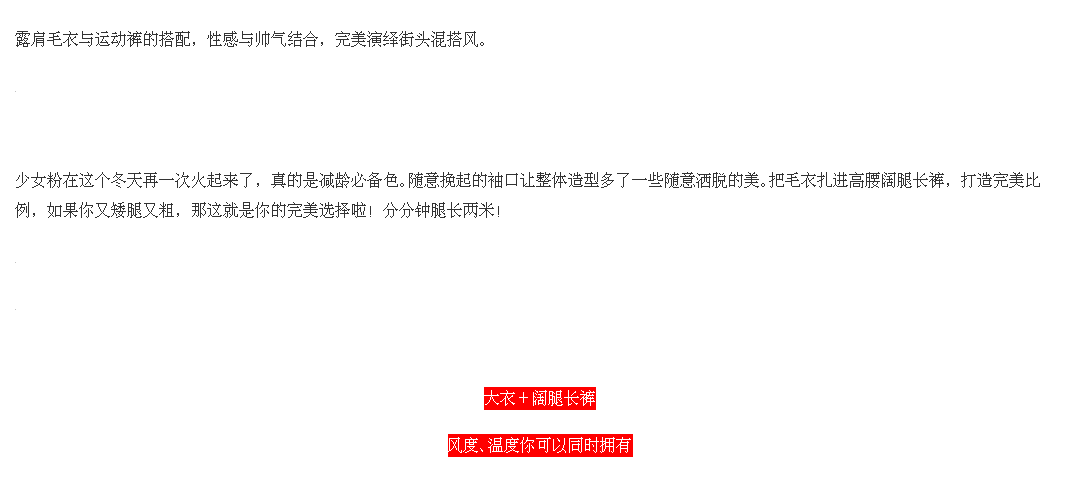 露肩毛衣与运动裤的搭配，性感与帅气结合，完美演绎街头混搭风。
少女粉在这个冬天再一次火起来了，真的是减龄必备色。随意挽起的袖口让整体造型多了一些随意洒脱的美。把毛衣扎进高腰阔腿长裤，打造完美比
例，如果你又矮腿又粗，那这就是你的完美选择啦！分分钟腿长两米！
大衣＋阔腿长裤
风度、温度你可以同时拥有